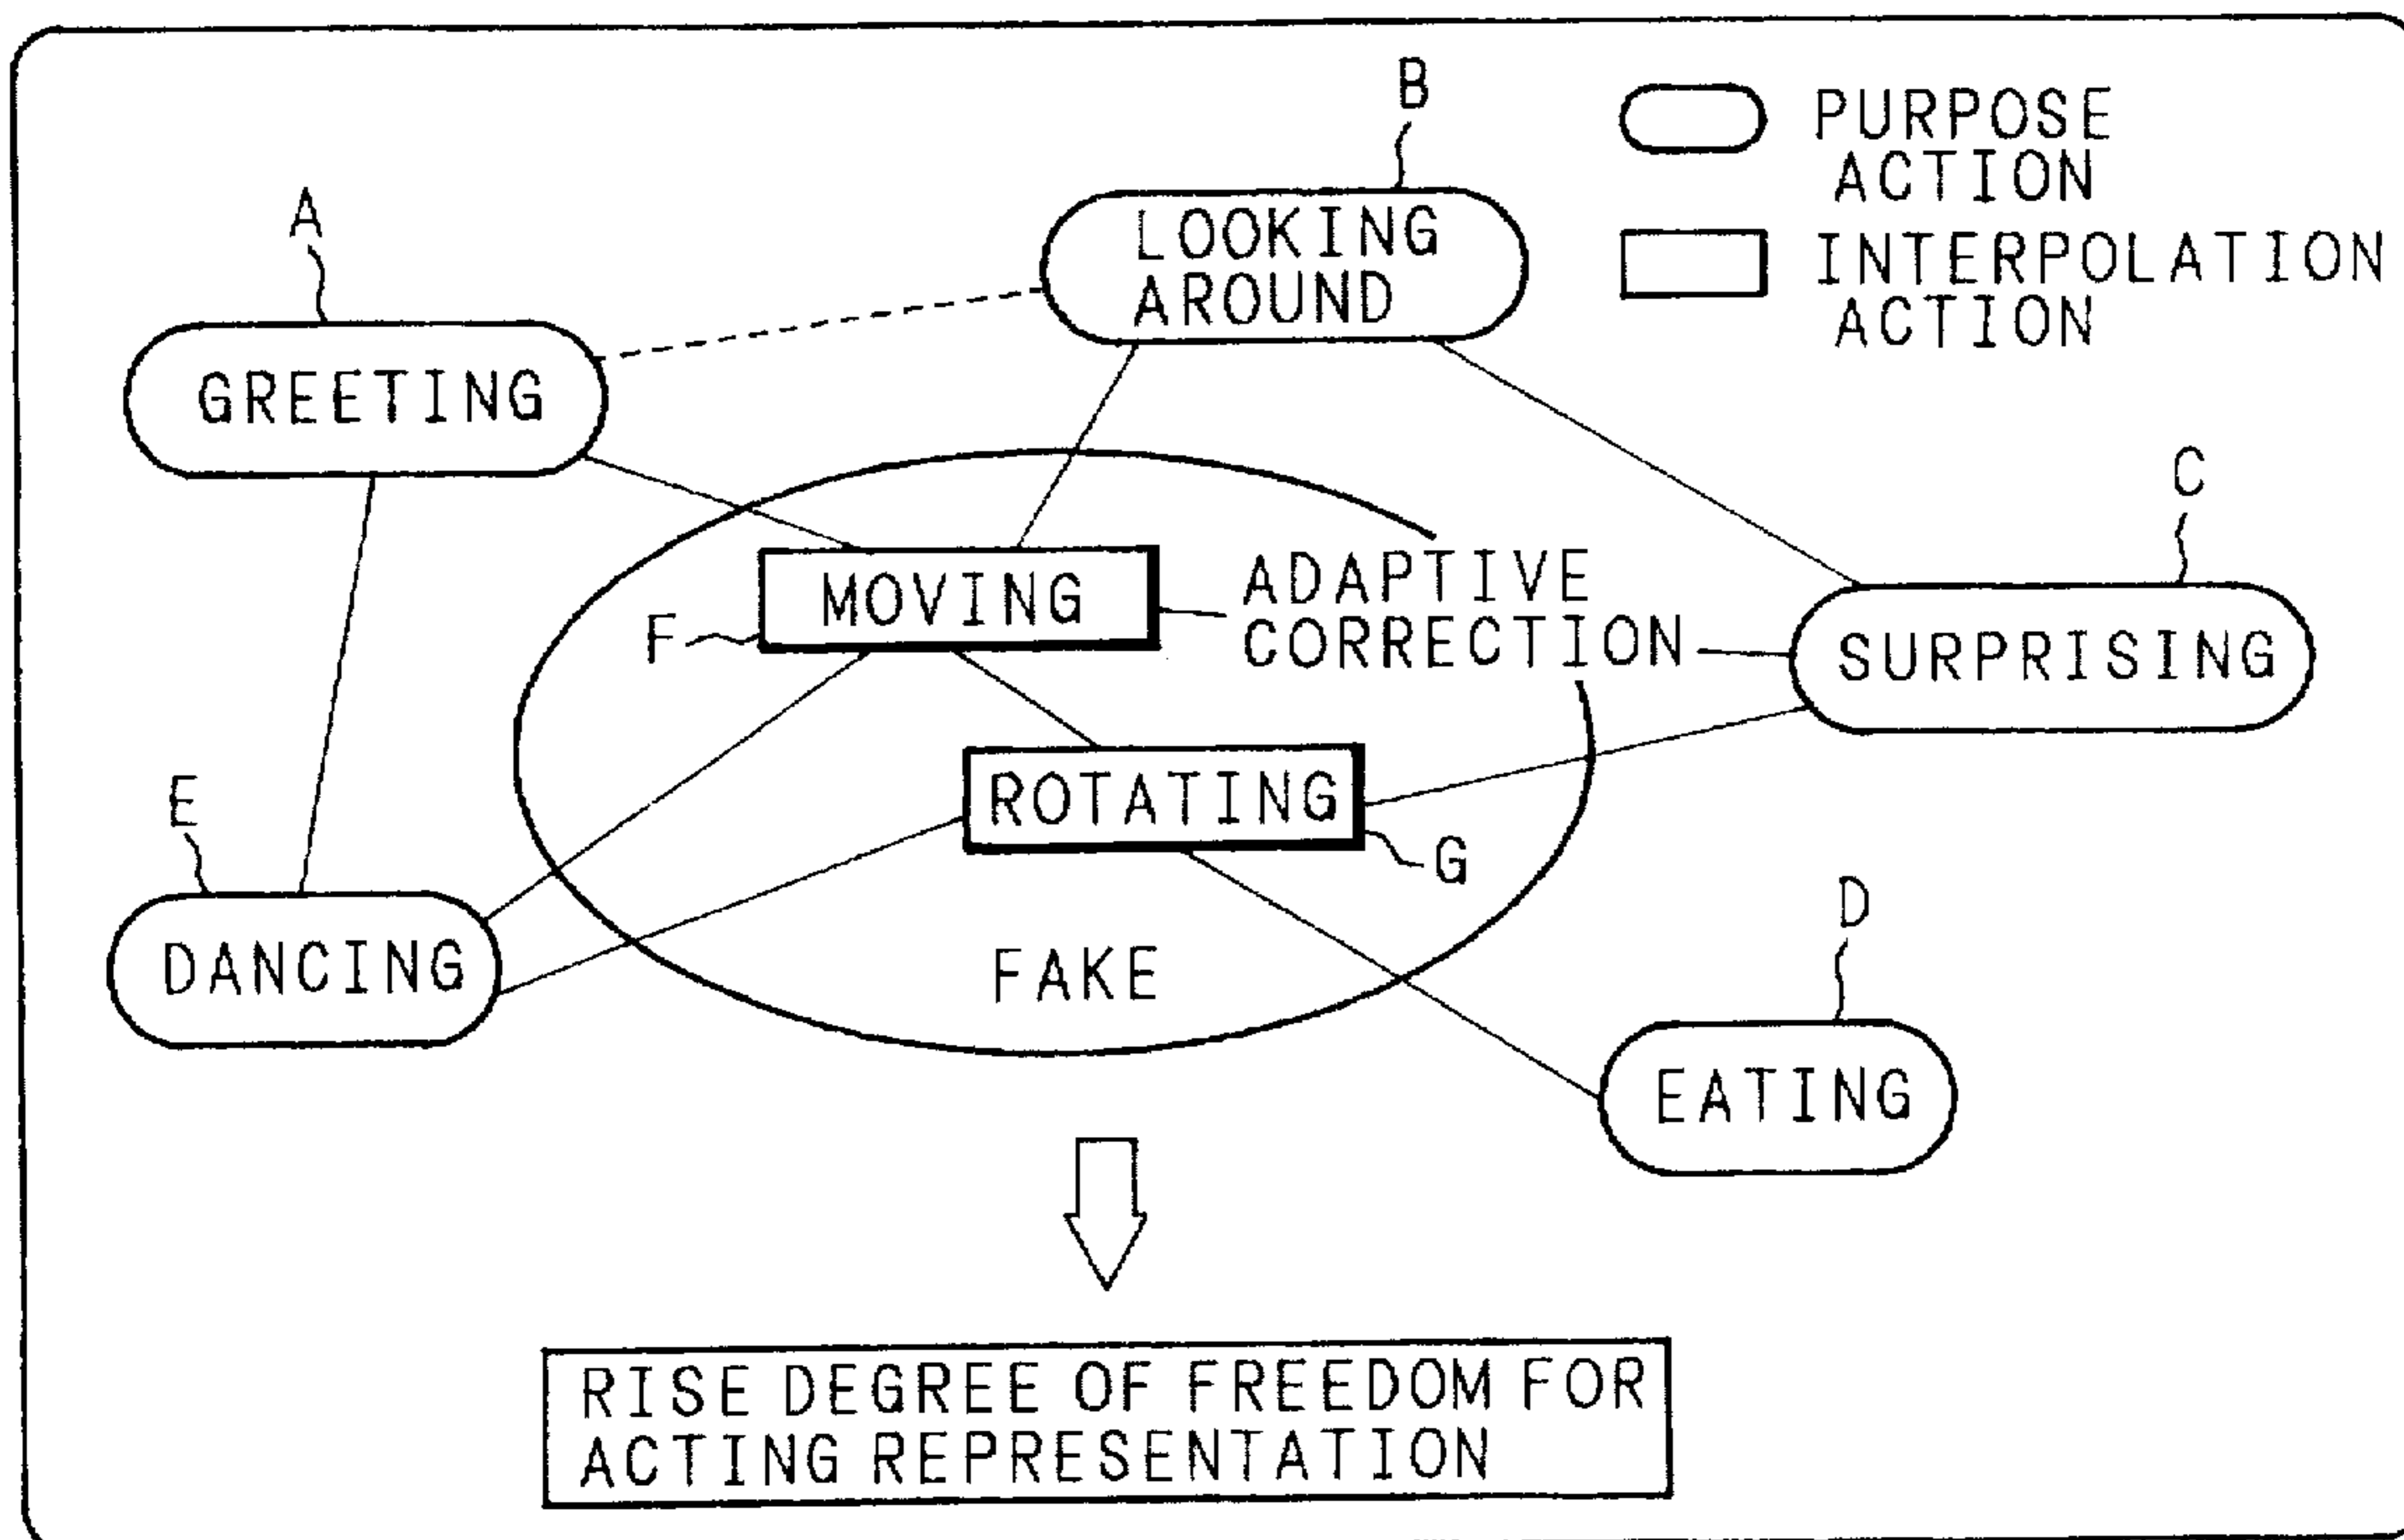 B
PURPOSE
ACTION
A
LOOKING
AROUND
INTERPOLATION
ACTION
GREETING
C
MOVING
F
ADAPTIVE
CORRECTION
SURPRISING
E
ROTATING
G
D
DANCING
FAKE
EATING
RISE DEGREE OF FREEDOM FOR
ACTING REPRESENTATION